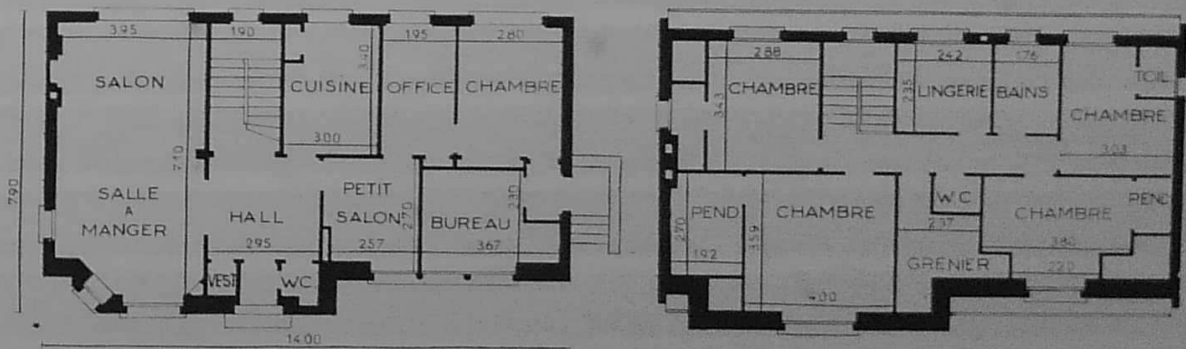 3.95
1.90
1.95
2.80
3.40
SALON
CUISINE
OFFICE
CHAMBRE
3.00
7.10
7.90
SALLE
A
MANGER
HALL
PETIT
SALON
2.70
BUREAU
2.30
2.95
2.57
3.67
VEST
WC
14.00
2.88
2.42
1.76
TOIL
CHAMBRE
3.43
2.35
LINGERIE
BAINS
CHAMBRE
3.03
PEND
CHAMBRE
W.C
CHAMBRE
PEND
2.70
3.59
2.37
1.92
3.80
GRENIER
2.20
4.00